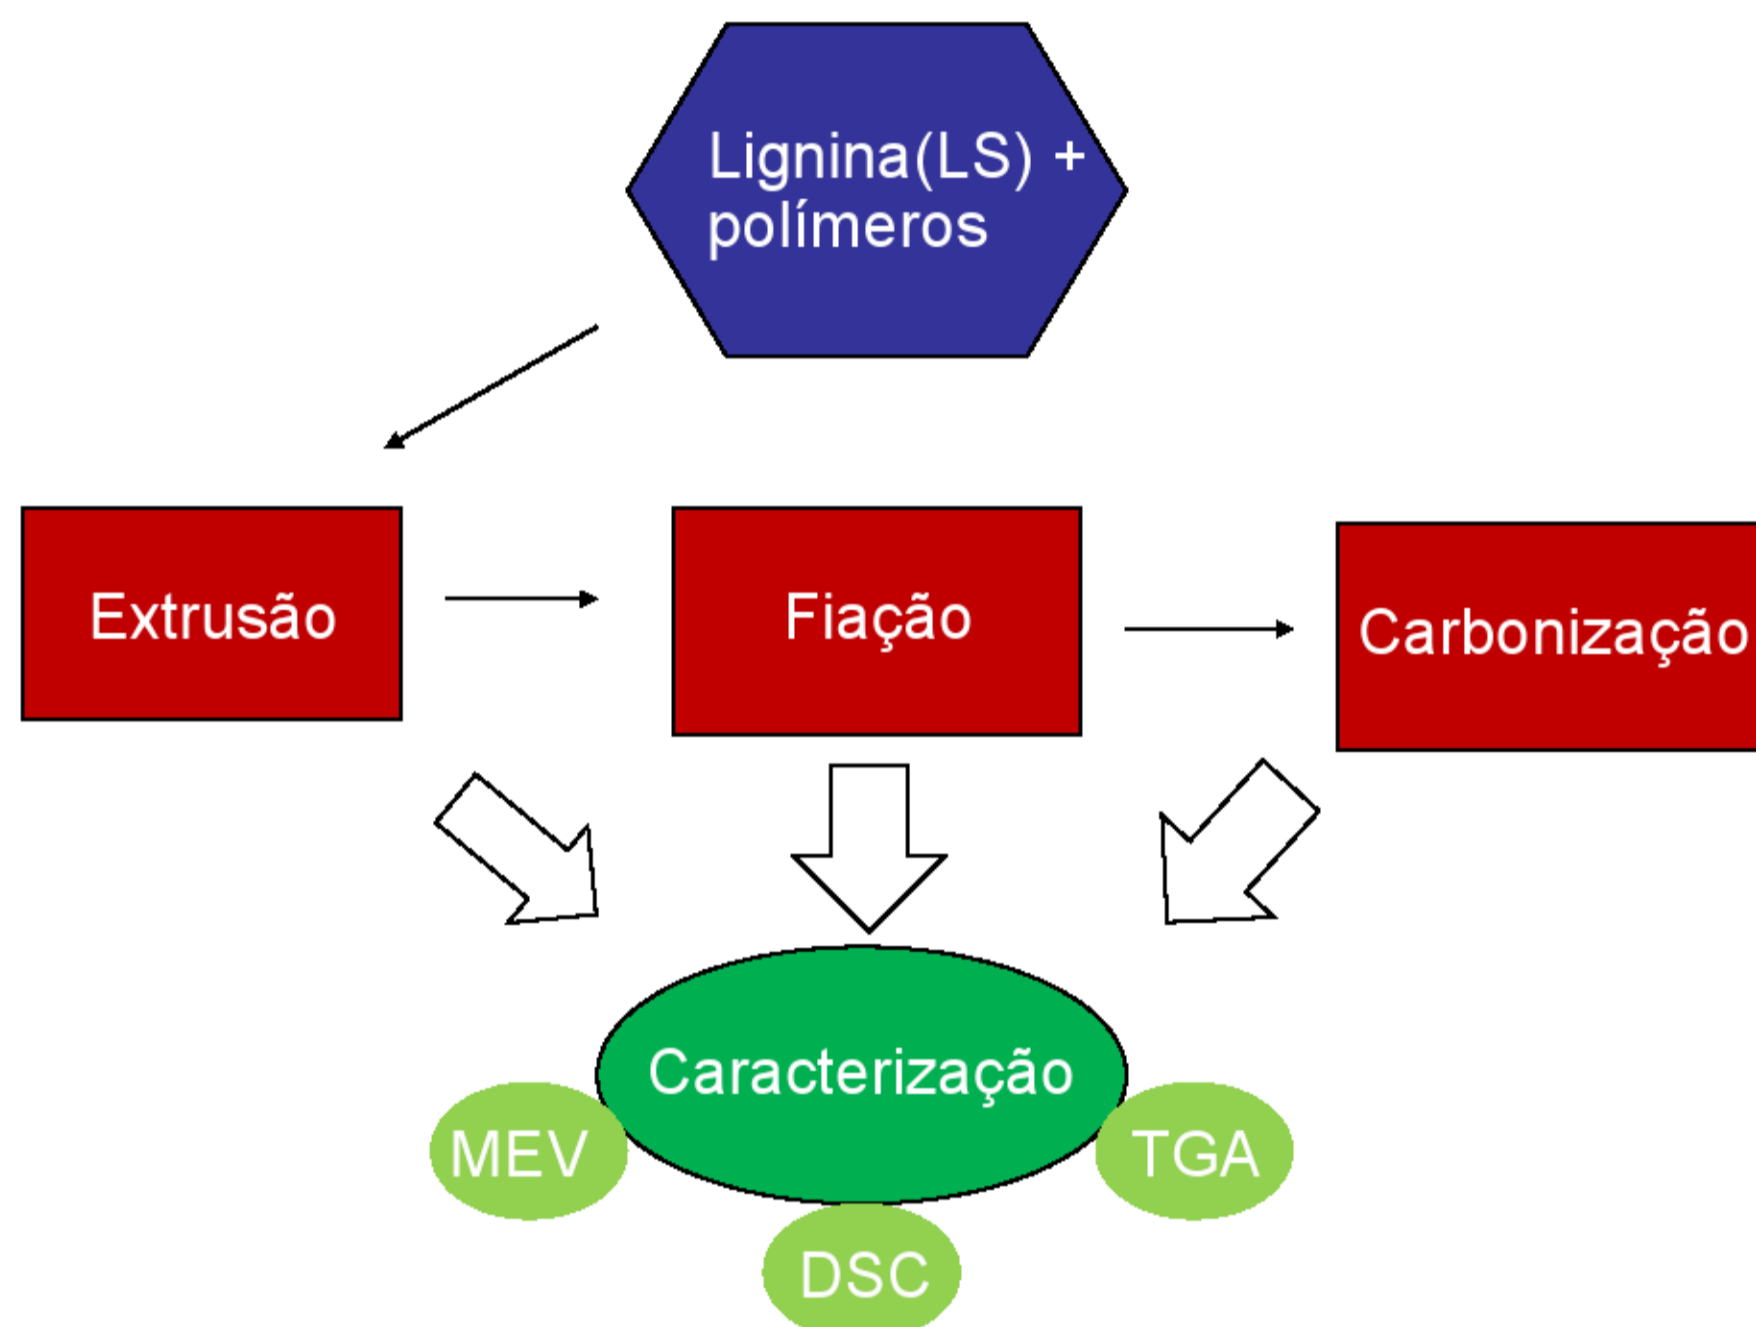 Lignina(LS) +
polímeros
Extrusão
Fiação
Carbonização
Caracterização
MEV
TGA
DSC